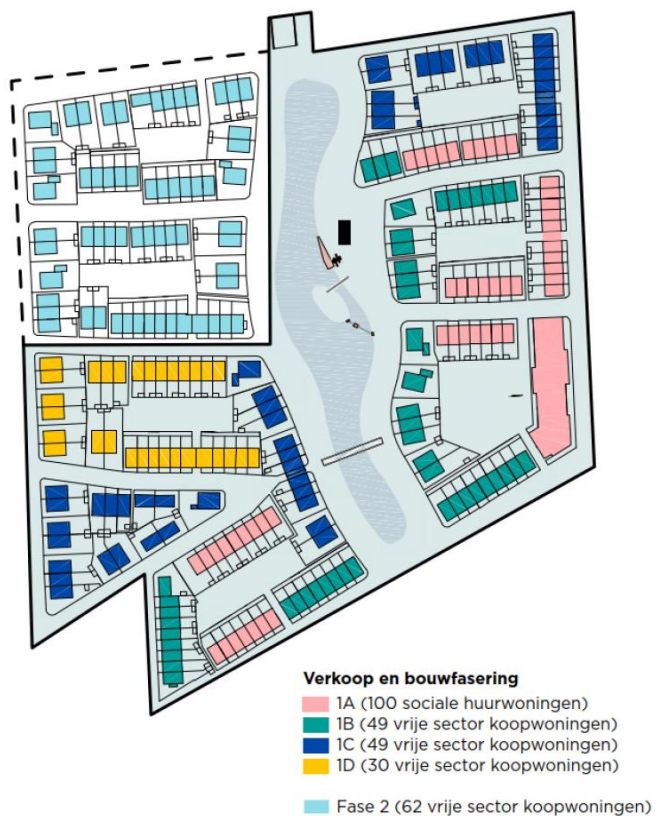 Verkoop en bouwfasering
1A (100 sociale huurwoningen)
1B (49 vrije sector koopwoningen)
1C (49 vrije sector koopwoningen)
1D (30 vrije sector koopwoningen)
Fase 2 (62 vrije sector koopwoningen)